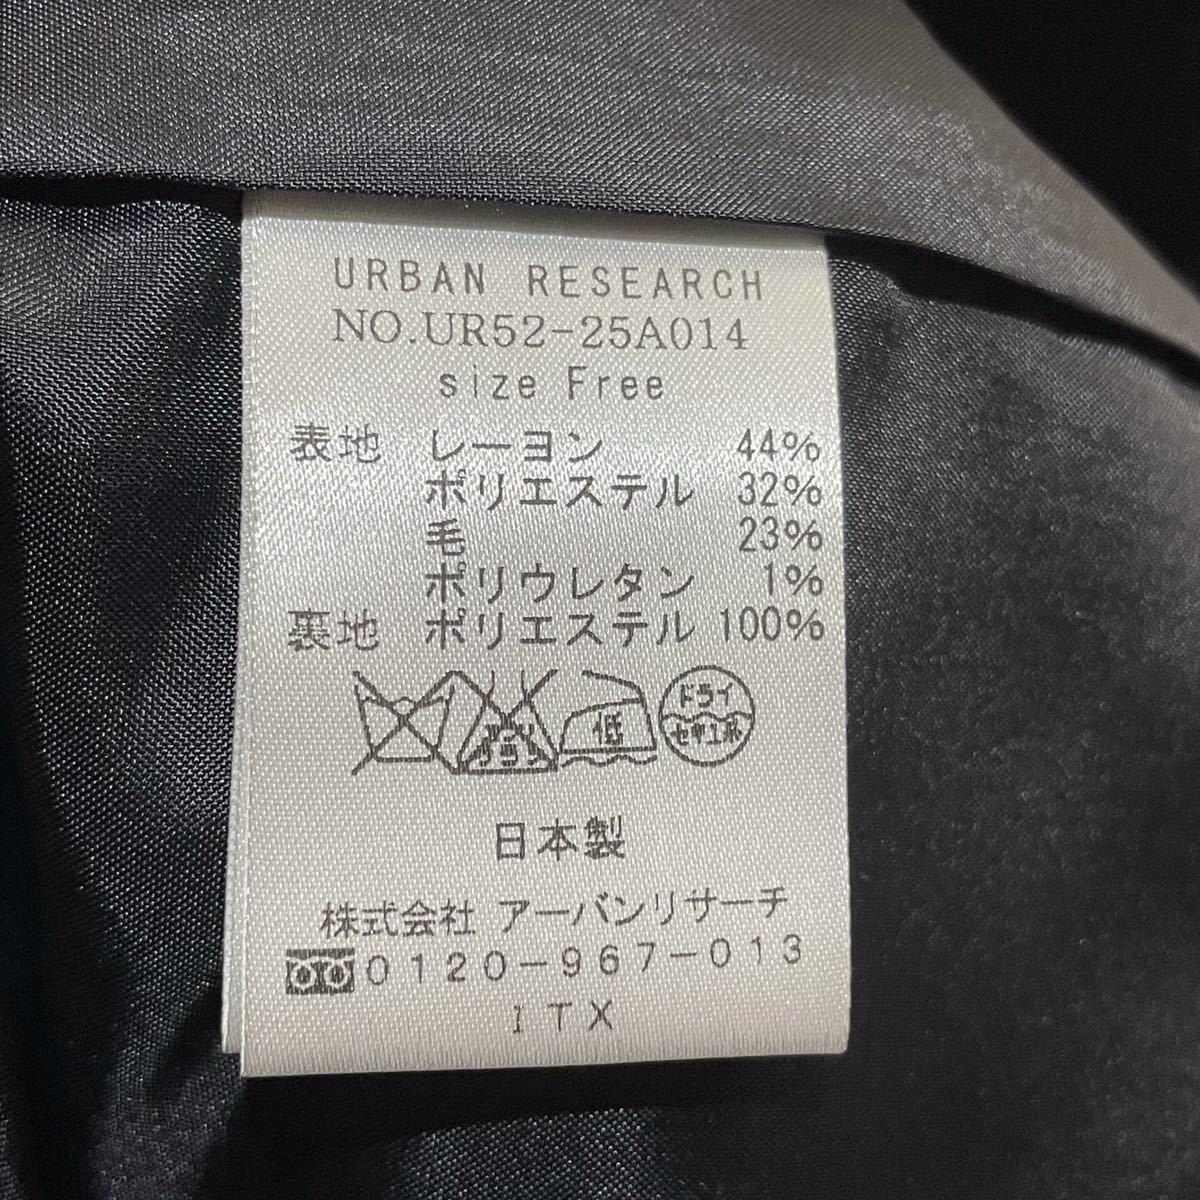 URBAN RESEARCH
NO.UR52-25A014
size Free
表地 レーヨン 44%
ポリエステル 32%
毛 23%
ポリウレタン 1%
裏地 ポリエステル 100%
低
ドライ
セキユ系
日本製
株式会社 アーバンリサーチ
0120-967-013
ITX